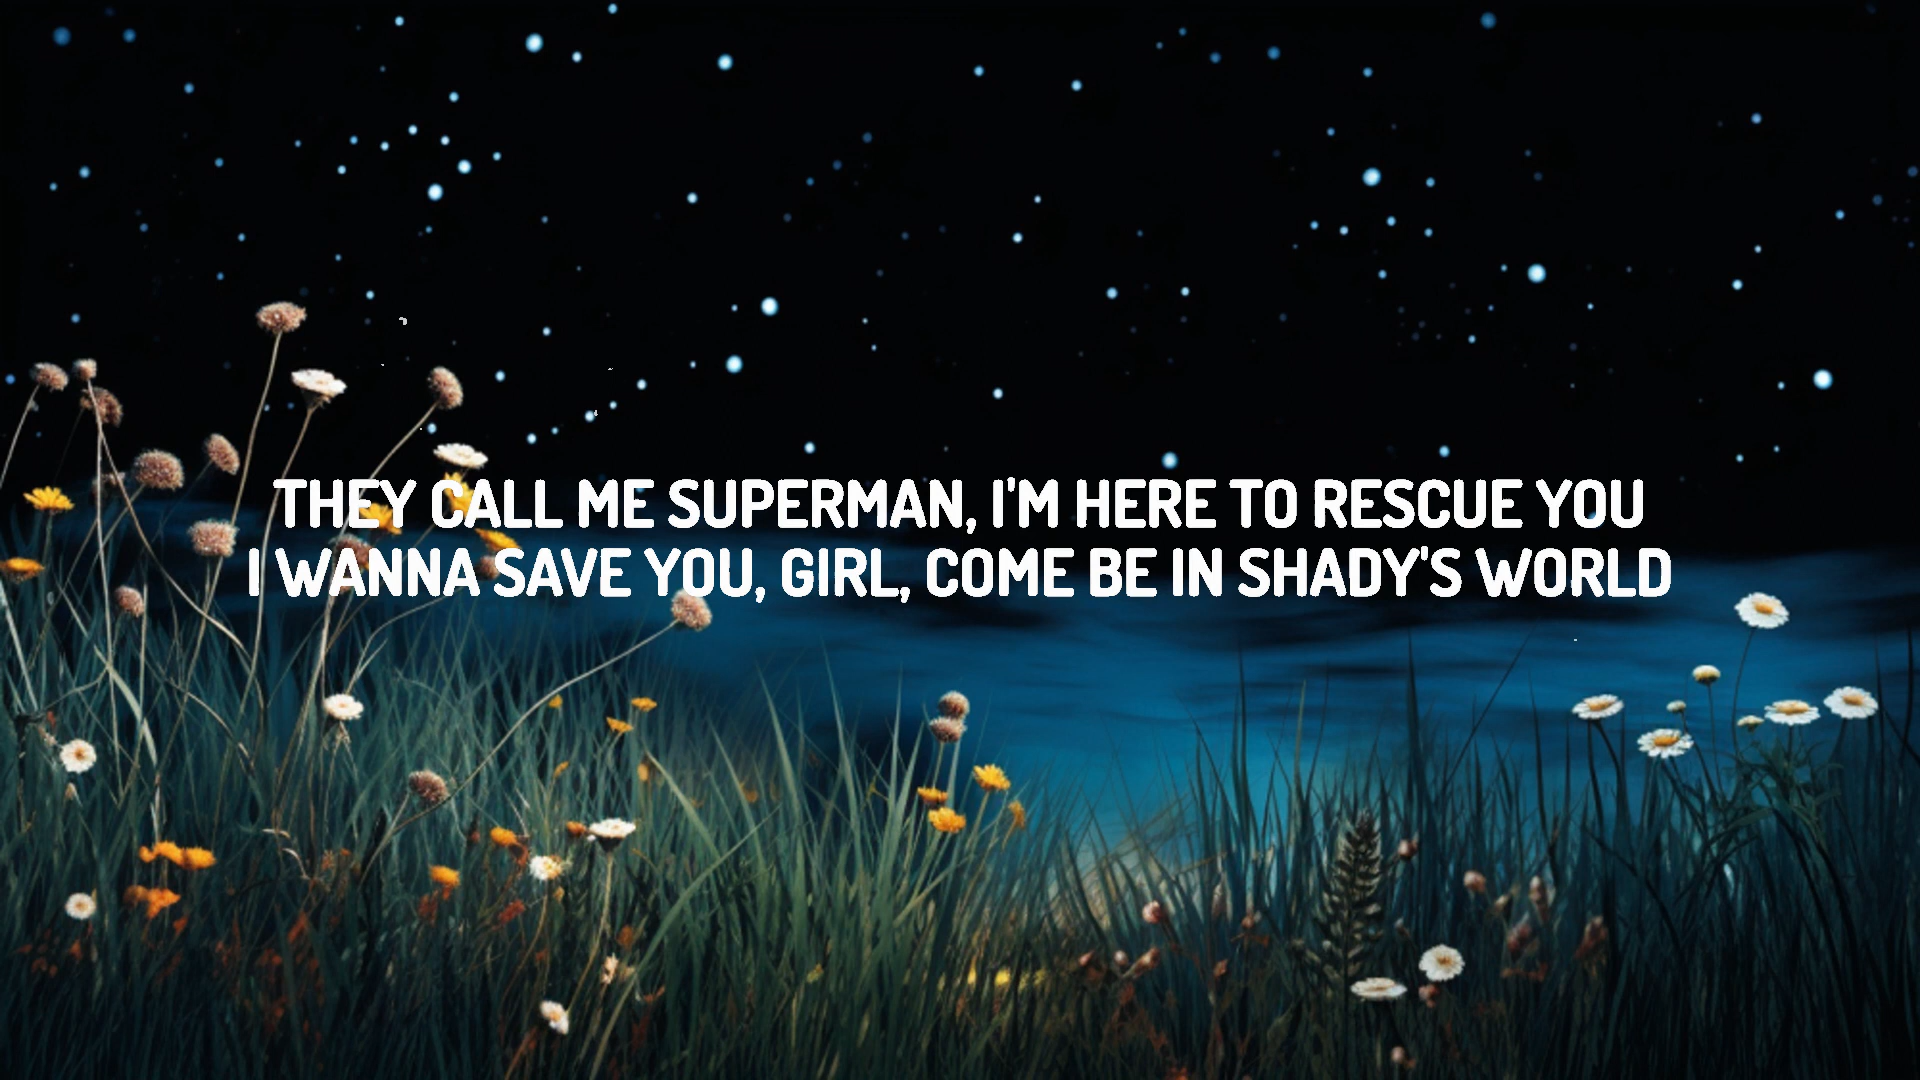 THEY CALL ME SUPERMAN, I'M HERE TO RESCUE YOU
I WANNA SAVE YOU, GIRL, COME BE IN SHADY'S WORLD